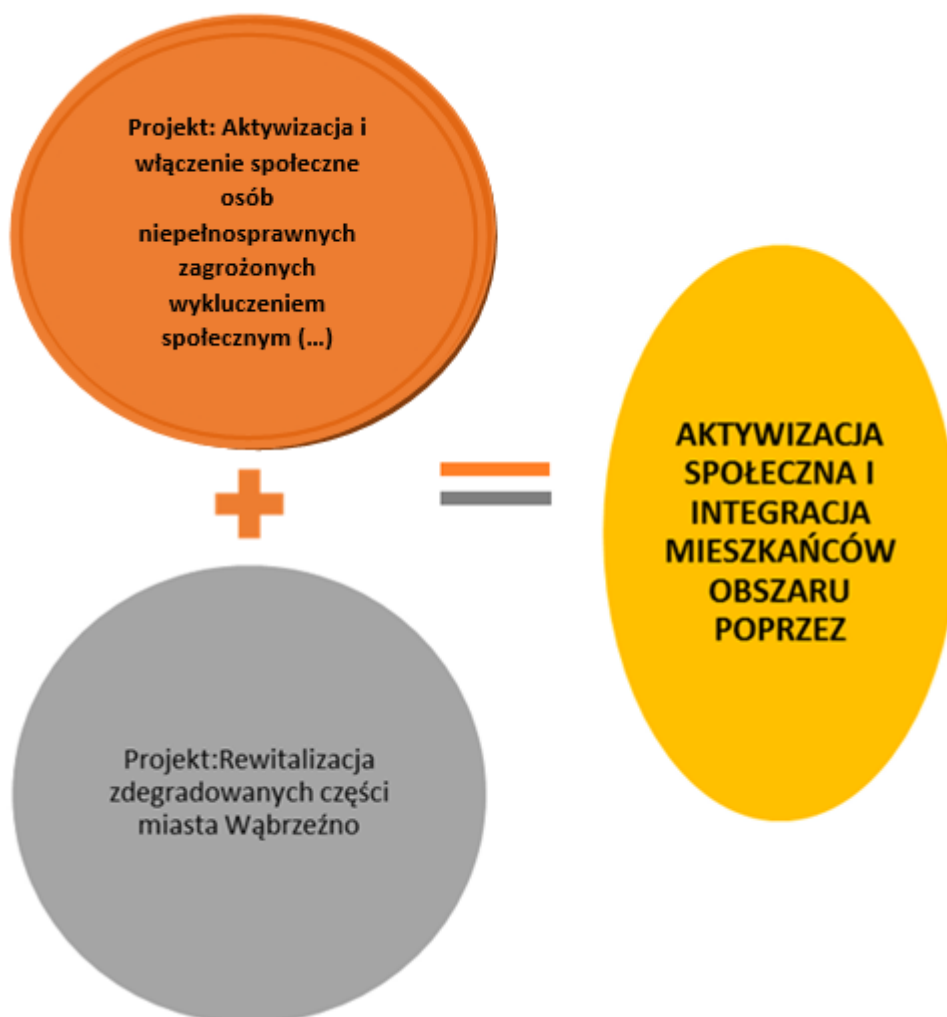 Projekt: Aktywizacja i
włączenie społeczne
osób
niepełnosprawnych
zagrożonych
wykluczeniem
społecznym (...)
AKTYWIZACJA
SPOŁECZNA I
INTEGRACJA
MIESZKAŃCÓW
OBSZARU
POPRZEZ
Projekt:Rewitalizacja
zdegradowanych części
miasta Wąbrzeźno